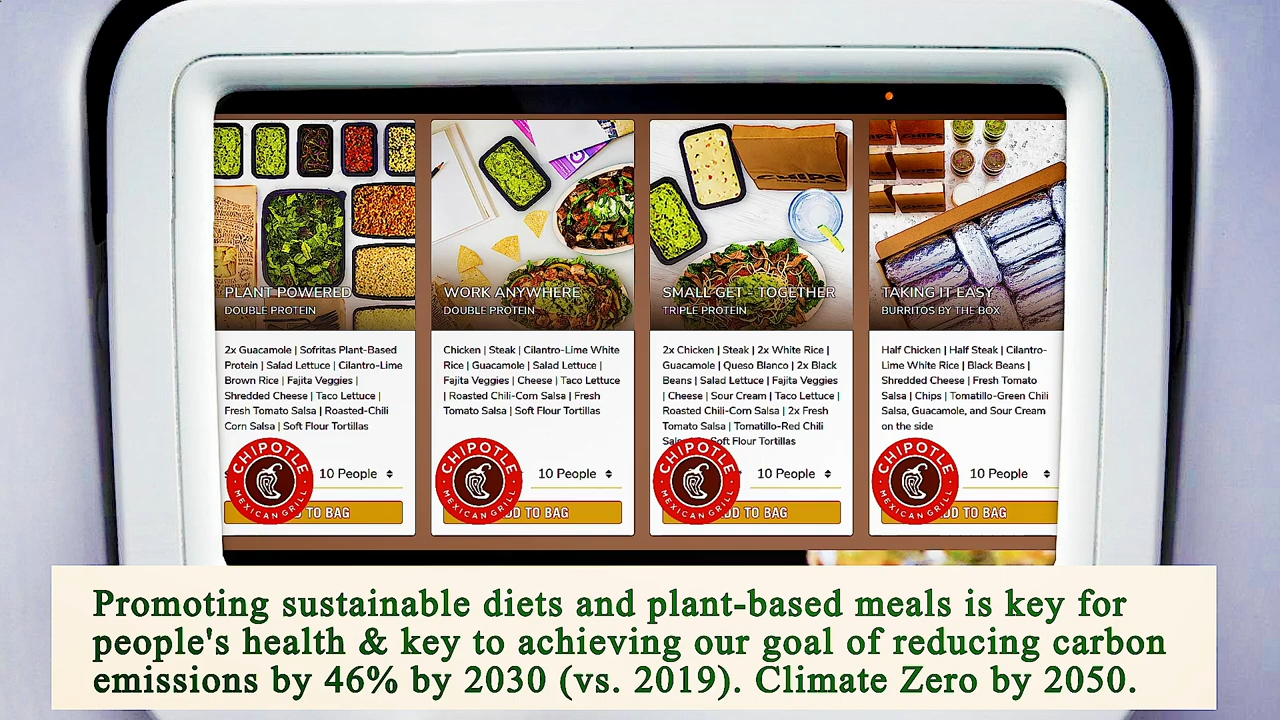 CHIPS
CHIPS
PLANT POWERED
DOUBLE PROTEIN
2x Guacamole | Sofritas Plant-Based
Protein | Salad Lettuce | Cilantro-Lime
Brown Rice | Fajita Veggies |
Shredded Cheese | Taco Lettuce |
Fresh Tomato Salsa | Roasted-Chili
Corn Salsa | Soft Flour Tortillas
CHIPOTLE
MEXICAN GRILL
10 People
TO BAG
WORK ANYWHERE
DOUBLE PROTEIN
Chicken | Steak | Cilantro-Lime White
Rice | Guacamole | Salad Lettuce |
Fajita Veggies | Cheese | Taco Lettuce
| Roasted Chili-Corn Salsa | Fresh
Tomato Salsa | Soft Flour Tortillas
CHIPOTLE
MEXICAN GRILL
10 People
DD TO BAG
SMALL GET - TOGETHER
TRIPLE PROTEIN
2x Chicken | Steak | 2x White Rice |
Guacamole | Queso Blanco | 2x Black
Beans | Salad Lettuce | Fajita Veggies
| Cheese | Sour Cream | Taco Lettuce |
Roasted Chili-Corn Salsa | 2x Fresh
Tomato Salsa | Tomatillo-Red Chili
Soft Flour Tortillas
CHIPOTLE
MEXICAN GRILL
10 People
DD TO BAG
TAKING IT EASY
BURRITOS BY THE BOX
Half Chicken | Half Steak | Cilantro-
Lime White Rice | Black Beans |
Shredded Cheese | Fresh Tomato
Salsa | Chips | Tomatillo-Green Chili
Salsa, Guacamole, and Sour Cream
on the side
CHIPOTLE
MEXICAN GRILL
10 People
DD TO BAG
Promoting sustainable diets and plant-based meals is key for
people's health & key to achieving our goal of reducing carbon
emissions by 46% by 2030 (vs. 2019). Climate Zero by 2050.